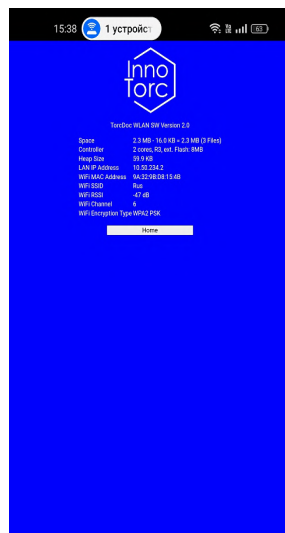 15:38
1 устройст
63
Inno
Torc
TorcDoc WLAN SW Version 2.0
Space 2.3 MB - 16.0 KB = 2.3 MB (3 Files)
Controller 2 cores, R3, ext. Flash: 8MB
Heap Size 59.9 KB
LAN IP Address 10.50.234.2
WiFi MAC Address 9A:32:9B:D8:15:4B
WiFi SSID Rus
WiFi RSSI -47 dB
WiFi Channel 6
WiFi Encryption Type WPA2 PSK
Home